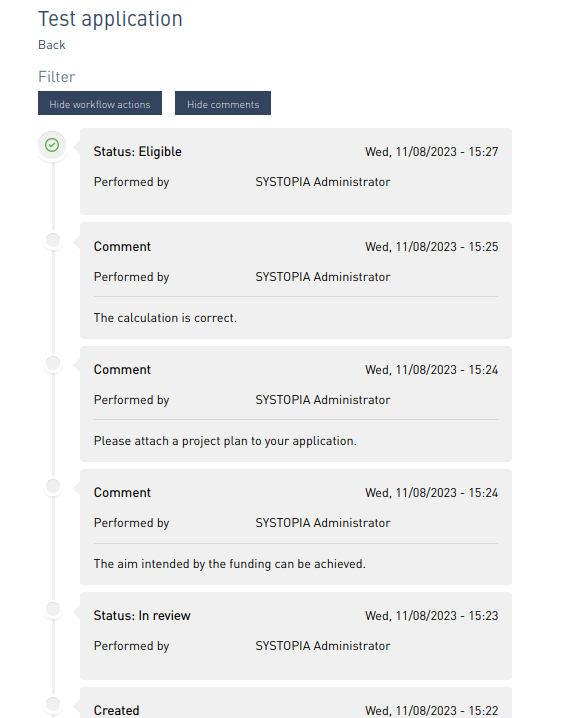 Test application
Back
Filter
Hide workflow actions Hide comments
Status: Eligible Wed, 11/08/2023 - 15:27
Performed by SYSTOPIA Administrator
Comment Wed, 11/08/2023 - 15:25
Performed by SYSTOPIA Administrator
The calculation is correct.
Comment Wed, 11/08/2023 - 15:24
Performed by SYSTOPIA Administrator
Please attach a project plan to your application.
Comment Wed, 11/08/2023 - 15:24
Performed by SYSTOPIA Administrator
The aim intended by the funding can be achieved.
Status: In review Wed, 11/08/2023 - 15:23
Performed by SYSTOPIA Administrator
Created Wed, 11/08/2023 - 15:22